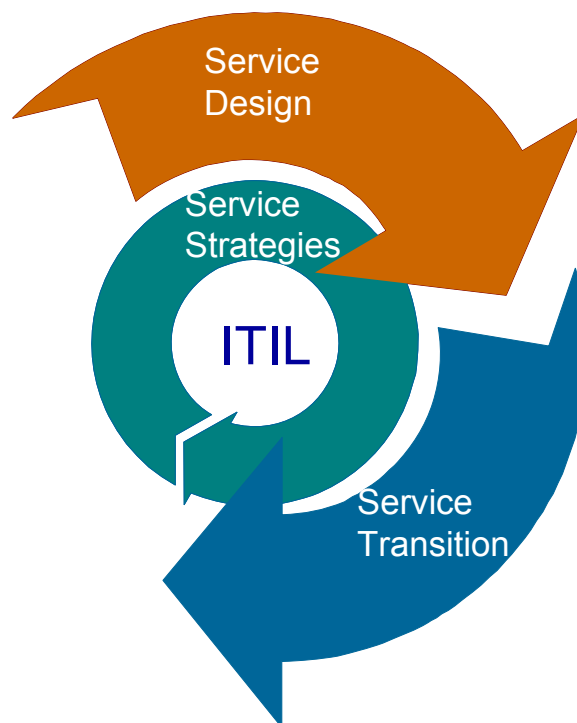 Service
Design
Service
Strategies
ITIL
Service
Transition